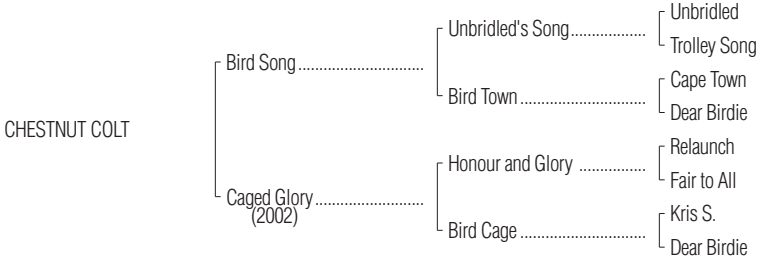 Unbridled
Unbridled's Song..................
Trolley Song
Bird Song.............................
Cape Town
Bird Town.............................
Dear Birdie
CHESTNUT COLT
Relaunch
Honour and Glory ................
Fair to All
Caged Glory.........................
(2002)
Kris S.
Bird Cage.............................
Dear Birdie